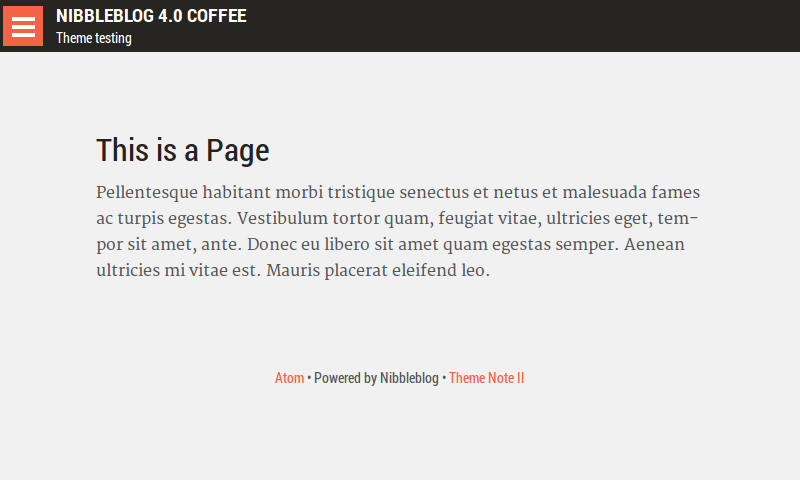 NIBBLEBLOG 4.0 COFFEE
Theme testing
This is a Page
Pellentesque habitant morbi tristique senectus et netus et malesuada fames
ac turpis egestas. Vestibulum tortor quam, feugiat vitae, ultricies eget, tem-
por sit amet, ante. Donec eu libero sit amet quam egestas semper. Aenean
ultricies mi vitae est. Mauris placerat eleifend leo.
Atom • Powered by Nibbleblog • Theme Note II